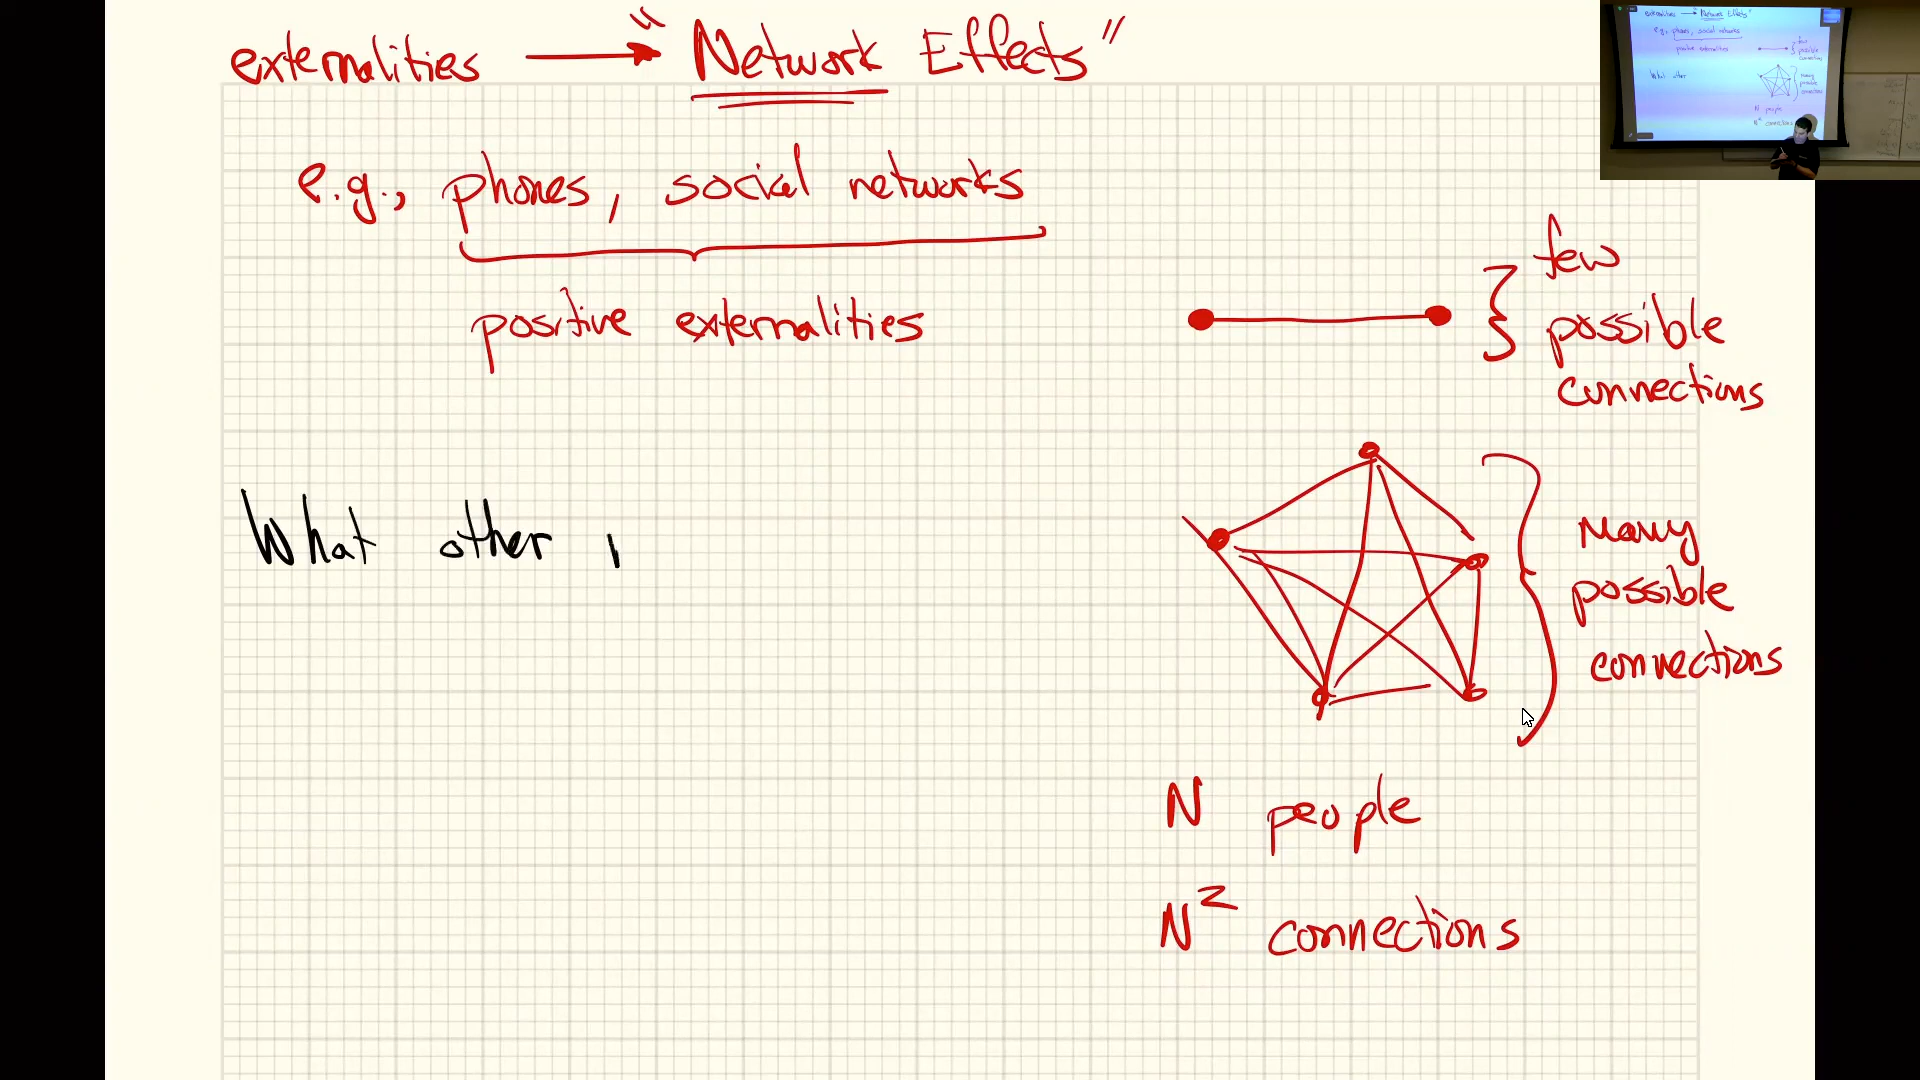 externalities → "Network Effects"
e.g., phones, social networks
positive externalities
few
possible
connections
What other
Many
possible
connections
N people
N² connections